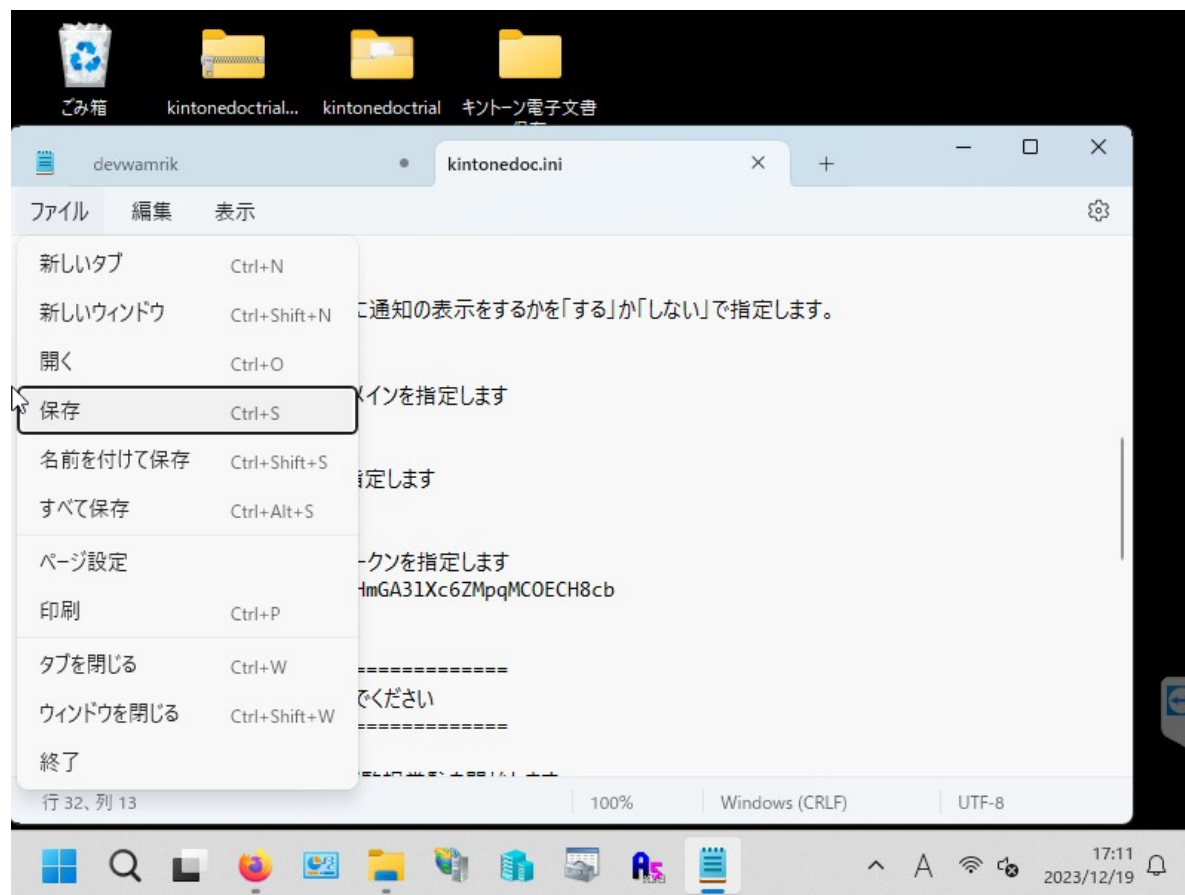 ごみ箱
kintonedoctrial...
kintonedoctrial
キントーン電子文書
devwamrik
kintonedoc.ini
ファイル 編集 表示
新しいタブ Ctrl+N
新しいウィンドウ Ctrl+Shift+N
開く Ctrl+O
保存 Ctrl+S
名前を付けて保存 Ctrl+Shift+S
すべて保存 Ctrl+Alt+S
ページ設定
印刷 Ctrl+P
タブを閉じる Ctrl+W
ウィンドウを閉じる Ctrl+Shift+W
終了
に通知の表示をするかを「する」か「しない」で指定します。
メインを指定します
指定します
ークンを指定します
HmGA31Xc6ZMpqMCOECH8cb
=============
でください
=============
行 32、列 13 100% Windows (CRLF) UTF-8
A 17:11
2023/12/19